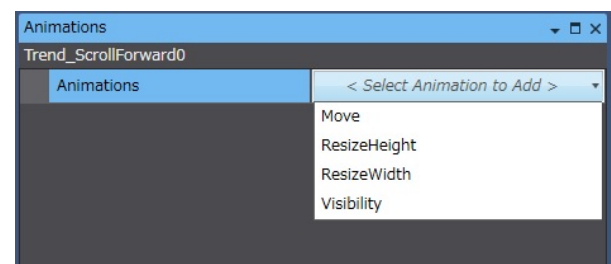 Animations
Trend_ScrollForward0
Animations < Select Animation to Add >
Move
ResizeHeight
ResizeWidth
Visibility